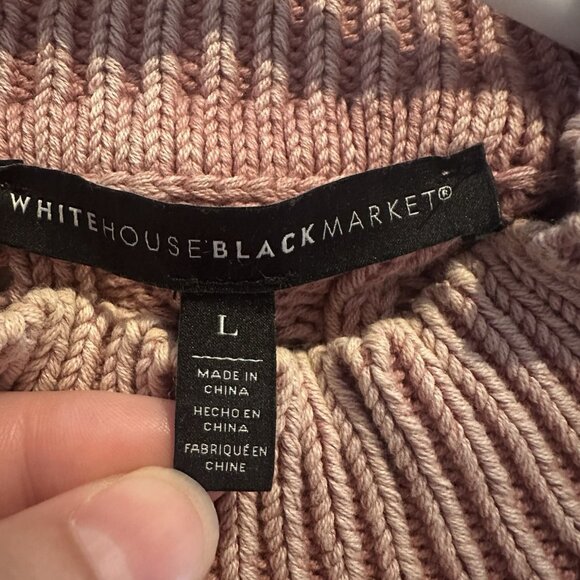 WHITEHOUSEBLACKMARKET®
L
MADE IN
CHINA
HECHO EN
CHINA
FABRIQUÉ EN
CHINE